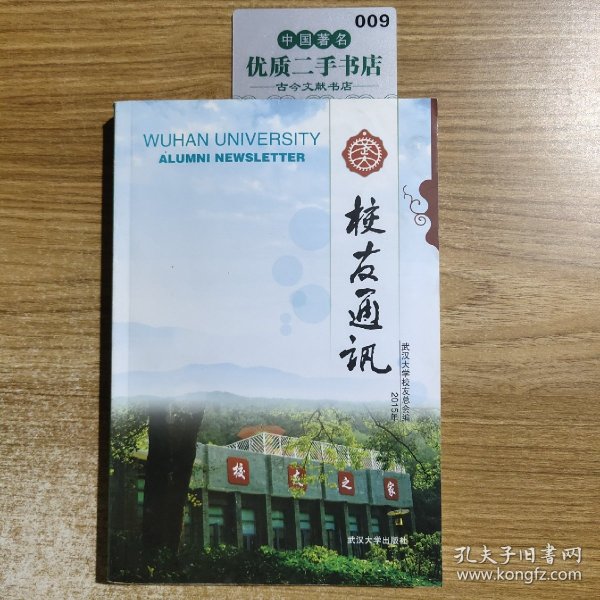 009
中国著名
优质二手书店
古今文献书店
WUHAN UNIVERSITY
ALUMNI NEWSLETTER
校友通讯
武汉大学校友总会编
2015年
校友之家
武汉大学出版社
孔夫子旧书网
www.kongfz.com